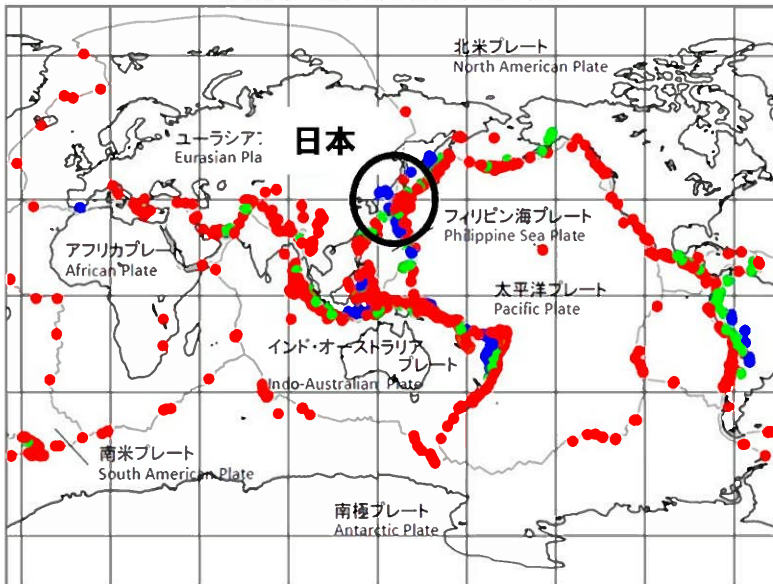 北米プレート
North American Plate
日本
ユーラシア
Eurasian Pla
フィリピン海プレート
Philippine Sea Plate
アフリカプレート
African Plate
太平洋プレート
Pacific Plate
インド・オーストラリア
プレート
Indo-Australian Plate
南米プレート
South American Plate
南極プレート
Antarctic Plate